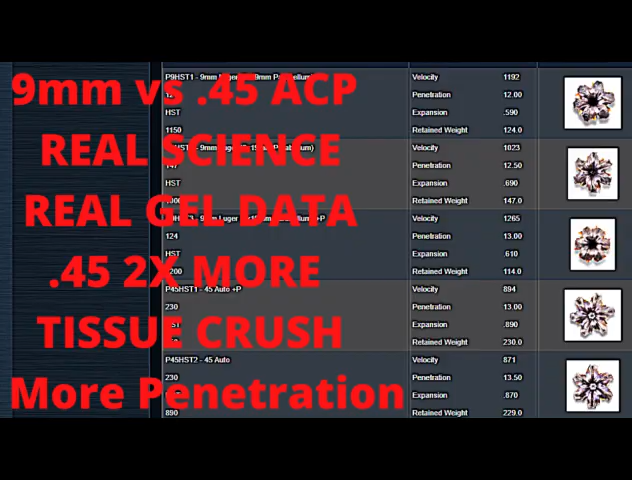 9mm vs .45 ACP
REAL SCIENCE
REAL GEL DATA
.45 2X MORE
TISSUE CRUSH
More Penetration
P9HST1 - 9mm
Velocity 1192
Penetration 12.00
HST Expansion .590
1150 Retained Weight 124.0
Velocity 1023
Penetration 12.50
HST Expansion .690
Retained Weight 147.0
9mm Luger +P Velocity 1265
124 Penetration 13.00
HST Expansion .610
Retained Weight 114.0
P45HST1 - 45 Auto +P Velocity 894
230 Penetration 13.00
Expansion .890
Retained Weight 230.0
P45HST2 - 45 Auto Velocity 871
230 Penetration 13.50
Expansion .870
890 Retained Weight 229.0